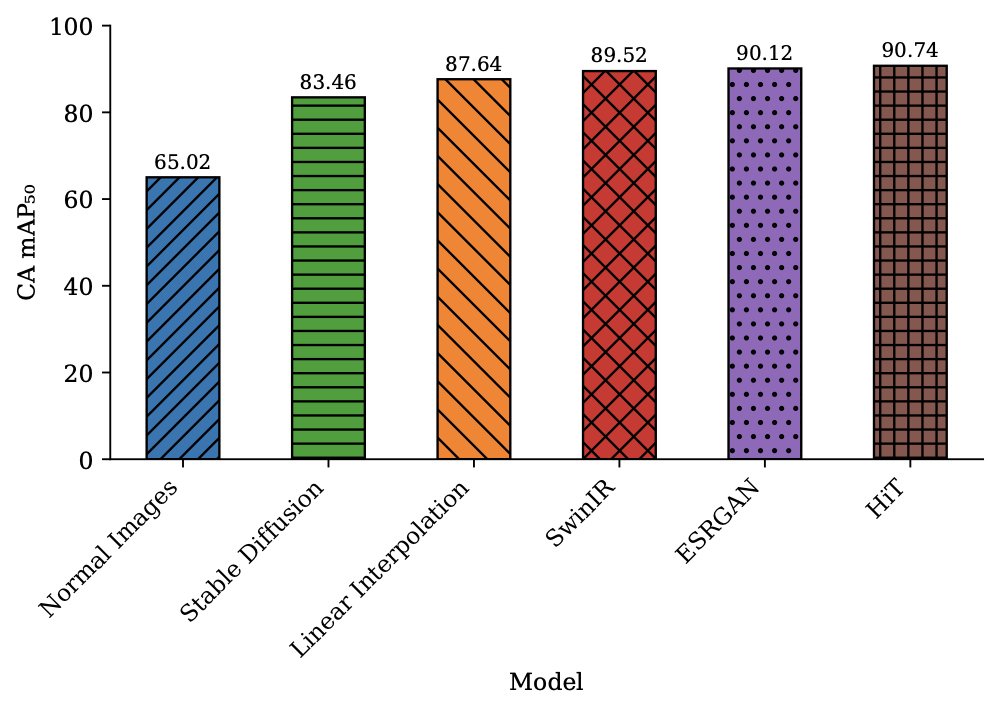 CA mAP₅₀
100
80
60
40
20
0
65.02
83.46
87.64
89.52
90.12
90.74
Normal Images
Stable Diffusion
Linear Interpolation
SwinIR
ESRGAN
HiT
Model